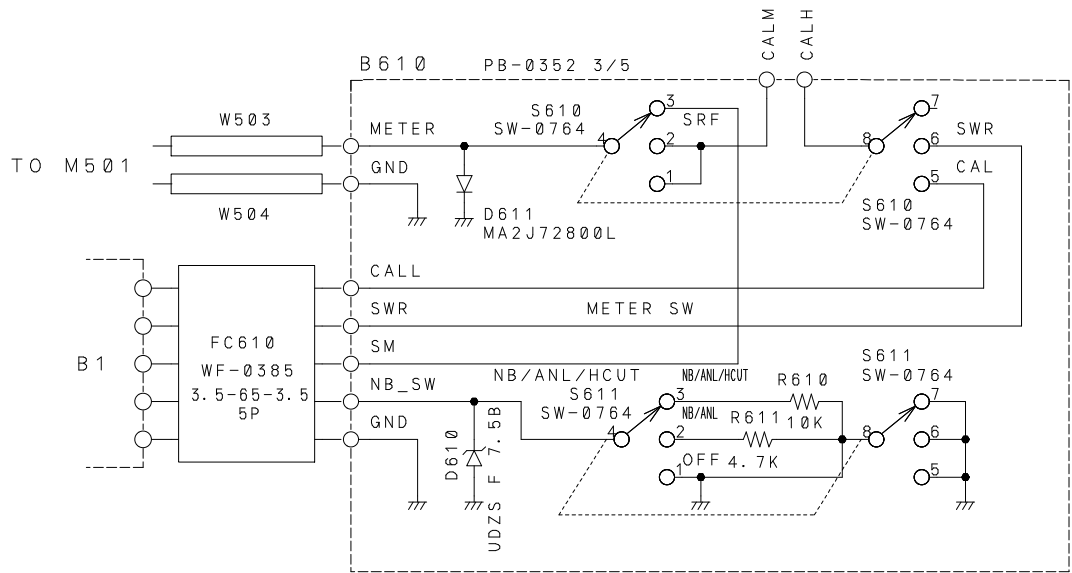 CALM
CALH
B610
PB-0352 3/5
W503
METER
S610
SW-0764
3
SRF
4
2
1
7
8
6
SWR
5
CAL
TO M501
GND
W504
D611
MA2J72800L
S610
SW-0764
CALL
SWR
METER SW
SM
B1
FC610
WF-0385
3.5-65-3.5
5P
NB_SW
GND
NB/ANL/HCUT
S611
SW-0764
NB/ANL/HCUT
3
R610
10K
NB/ANL
R611
4
2
4.7K
1
OFF
S611
SW-0764
7
8
6
5
D610
UDZS F 7.5B